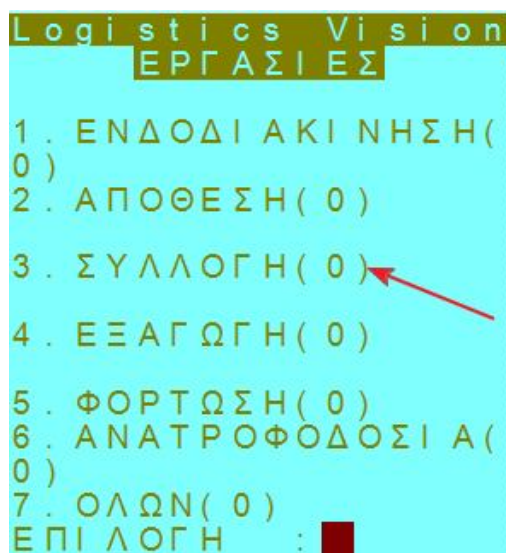 Logistics Vision
ΕΡΓΑΣΙΕΣ
1. ΕΝΔΟΔΙΑΚΙΝΗΣΗ(
0)
2. ΑΠΟΘΕΣΗ(0)
3. ΣΥΛΛΟΓΗ(0)
4. ΕΞΑΓΩΓΗ(0)
5. ΦΟΡΤΩΣΗ(0)
6. ΑΝΑΤΡΟΦΟΔΟΣΙΑ(
0)
7. ΟΛΩΝ(0)
ΕΠΙΛΟΓΗ :